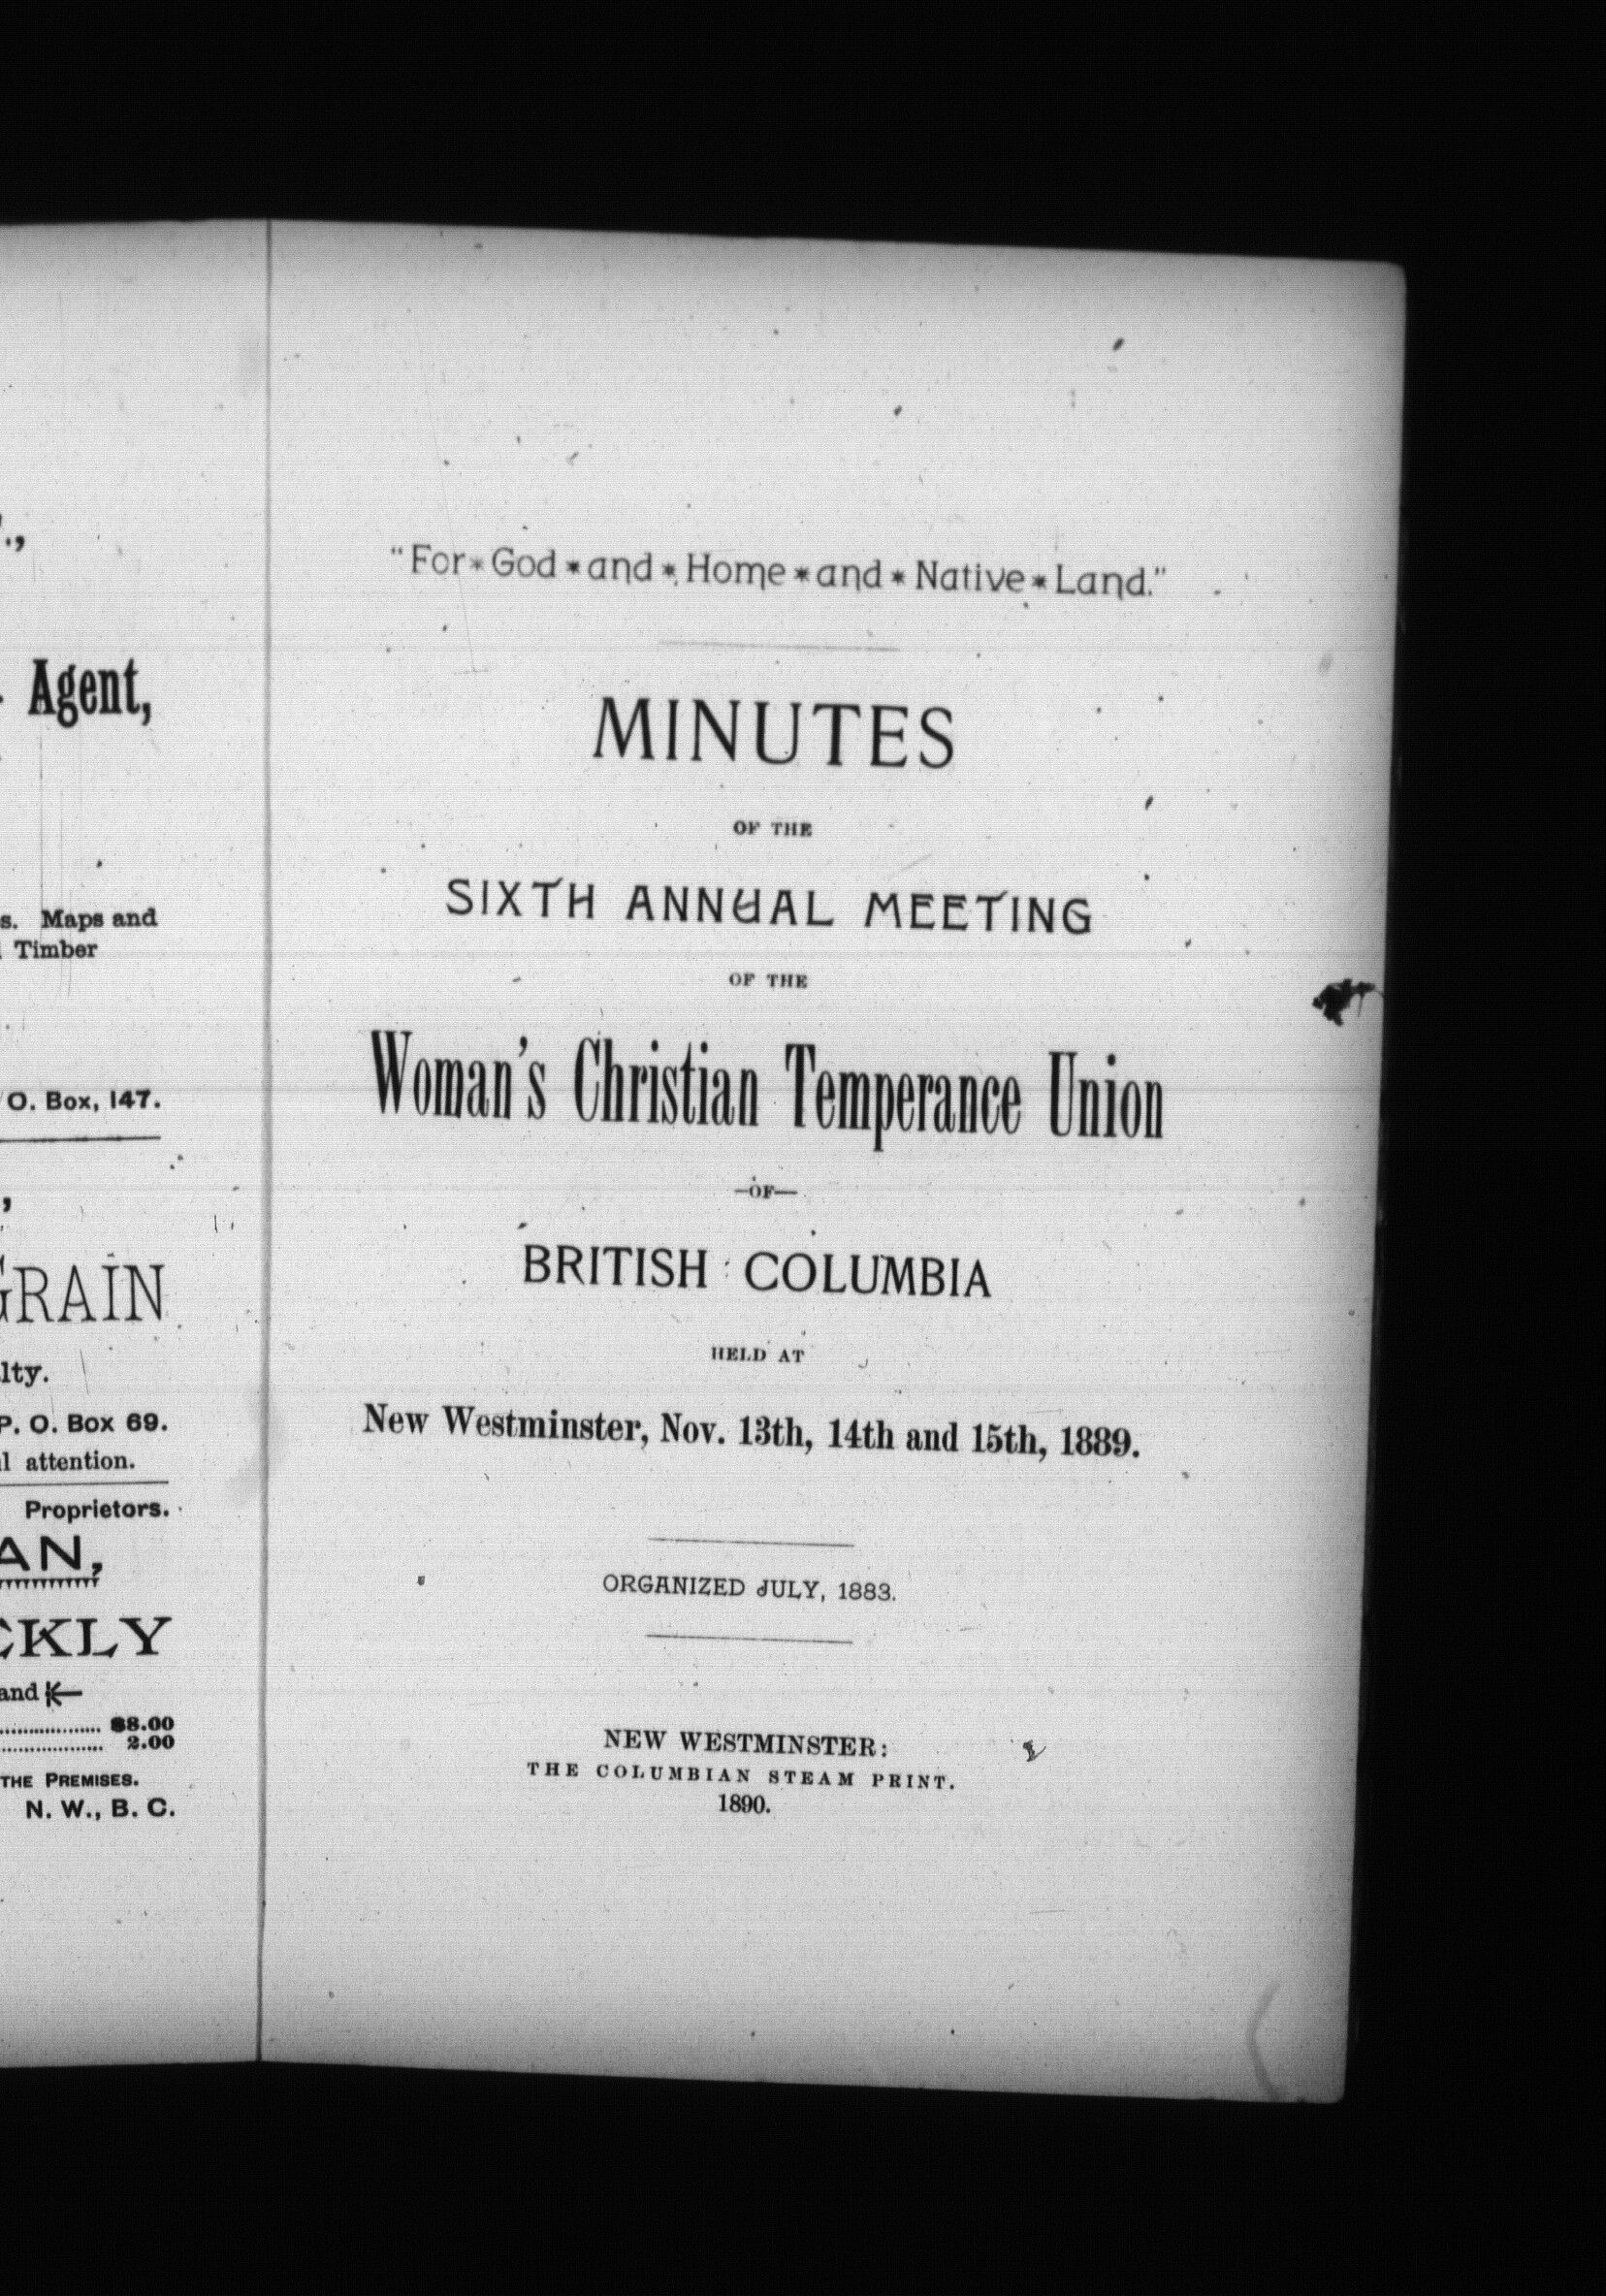 Agent,
Maps and
Timber
O. Box, 147.
GRAIN
P. O. Box 69.
attention.
Proprietors.
and
$8.00
2.00
THE PREMISES.
N. W., B. C.
"For * God * and * Home * and * Native * Land."
MINUTES
OF THE
SIXTH ANNUAL MEETING
OF THE
Woman's Christian Temperance Union
—OF—
BRITISH COLUMBIA
HELD AT
New Westminster, Nov. 13th, 14th and 15th, 1889.
ORGANIZED JULY, 1883.
NEW WESTMINSTER:
THE COLUMBIAN STEAM PRINT.
1890.